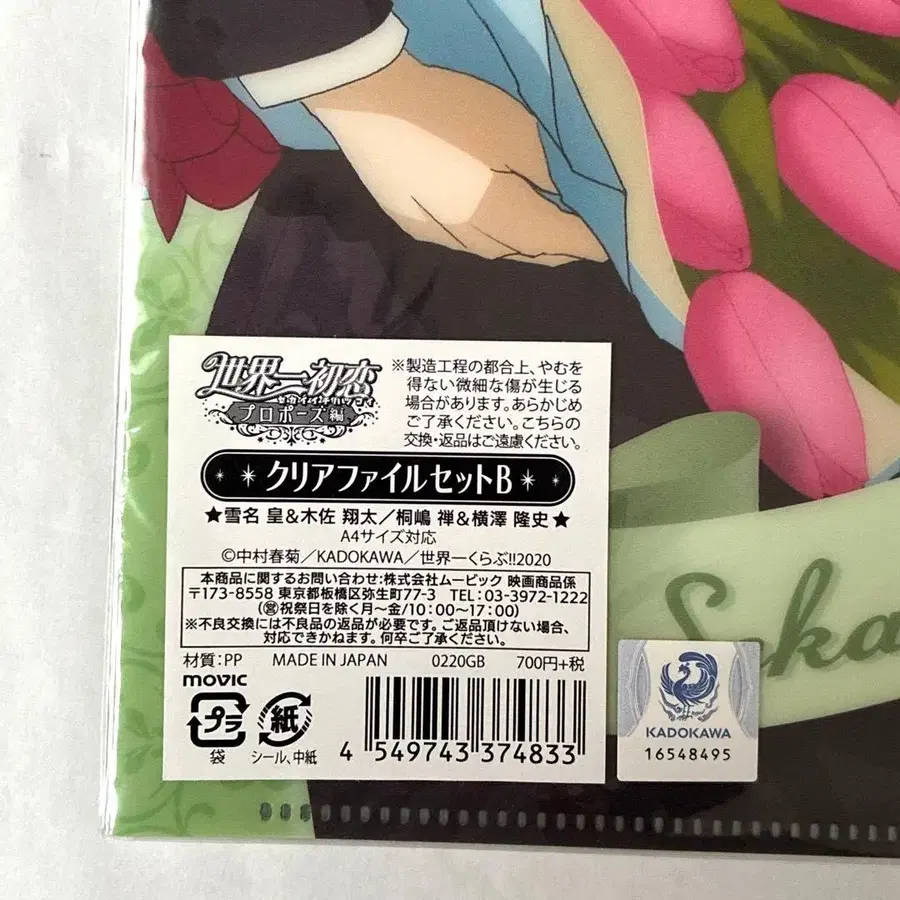 世界一初恋
セカイイチハツコイ
プロポーズ編
※製造工程の都合上、やむを
得ない微細な傷が生じる
場合があります。あらかじめ
ご了承ください。こちらの
交換・返品はご遠慮ください。
クリアファイルセットB
★雪名 皇&木佐 翔太／桐嶋 禅&横澤 隆史★
A4サイズ対応
©中村春菊／KADOKAWA／世界一くらぶ!!2020
本商品に関するお問い合わせ:株式会社ムービック 映画商品係
〒173-8558 東京都板橋区弥生町77-3 TEL:03-3972-1222
(営祝祭日を除く月〜金/10:00〜17:00)
※不良交換には不良品の返品が必要です。ご返品頂けない場合、
対応できかねます。何卒ご了承ください。
材質:PP MADE IN JAPAN 0220GB 700円+税
movic
プラ
袋
紙
シール、中紙
4 549743 374833
Seka
KADOKAWA
16548495